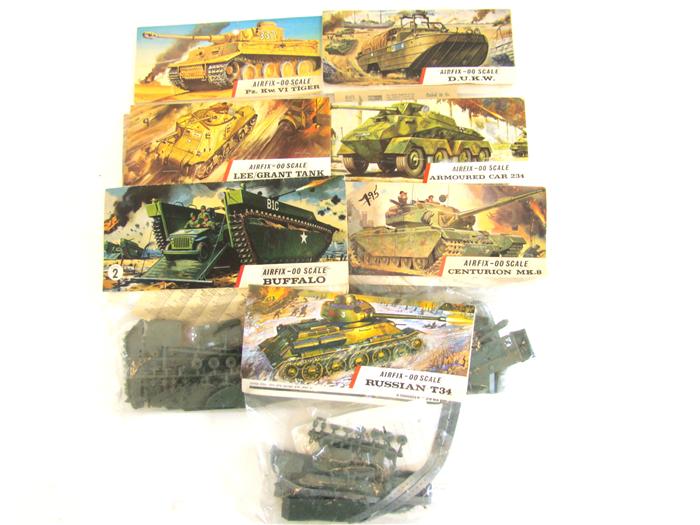 AIRFIX-00 SCALE
Pz. Kw VI TIGER
AIRFIX-00 SCALE
D.U.K.W.
AIRFIX-00 SCALE
LEE/GRANT TANK
AIRFIX-00 SCALE
ARMOURED CAR 234
B1C
2
AIRFIX-00 SCALE
BUFFALO
AIRFIX-00 SCALE
CENTURION MK.8
AIRFIX-00 SCALE
RUSSIAN T34